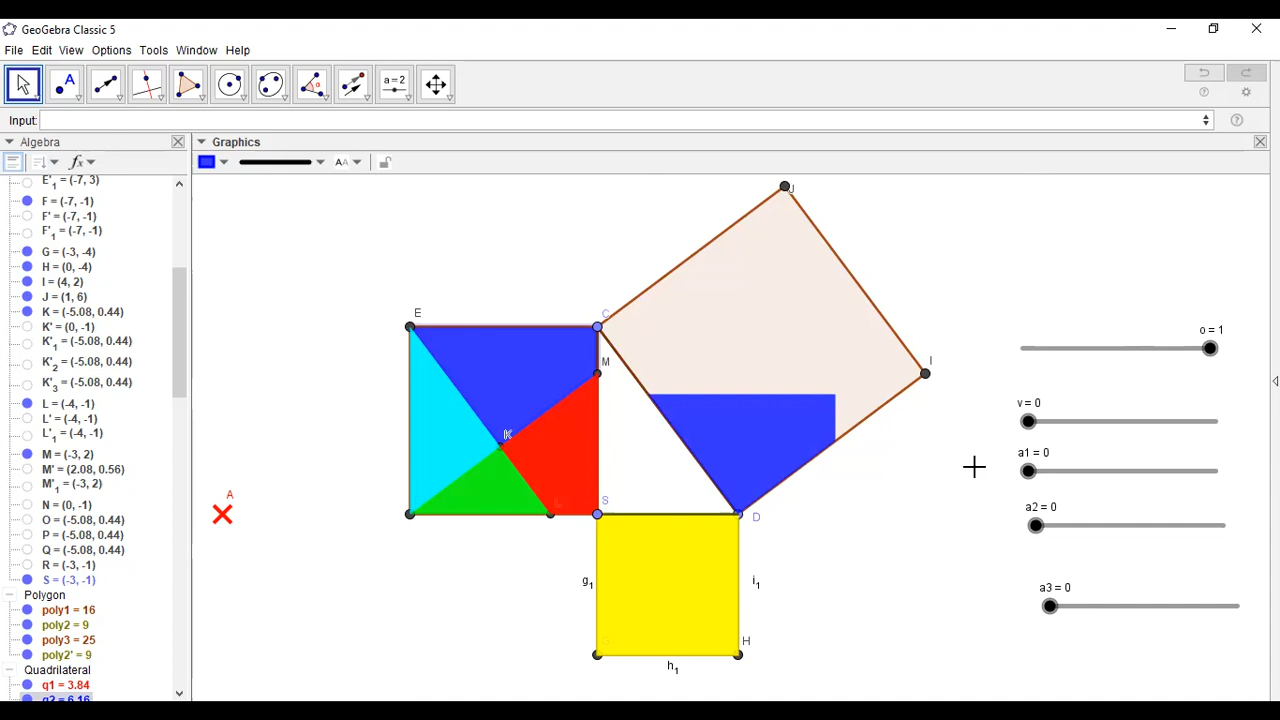 GeoGebra Classic 5
File Edit View Options Tools Window Help
A
a = 2
Input:
Algebra
Graphics
fx
AA
E'1 = (-7, 3)
F = (-7, -1)
F' = (-7, -1)
F'1 = (-7, -1)
G = (-3, -4)
H = (0, -4)
I = (4, 2)
J = (1, 6)
K = (-5.08, 0.44)
K' = (0, -1)
K'1 = (-5.08, 0.44)
K'2 = (-5.08, 0.44)
K'3 = (-5.08, 0.44)
L = (-4, -1)
L' = (-4, -1)
L'1 = (-4, -1)
M = (-3, 2)
M' = (2.08, 0.56)
M'1 = (-3, 2)
N = (0, -1)
O = (-5.08, 0.44)
P = (-5.08, 0.44)
Q = (-5.08, 0.44)
R = (-3, -1)
S = (-3, -1)
Polygon
poly1 = 16
poly2 = 9
poly3 = 25
poly2' = 9
Quadrilateral
q1 = 3.84
q2 = 6.16
J
E
C
M
I
K
A
S
D
g1
i1
H
h1
o = 1
v = 0
a1 = 0
a2 = 0
a3 = 0